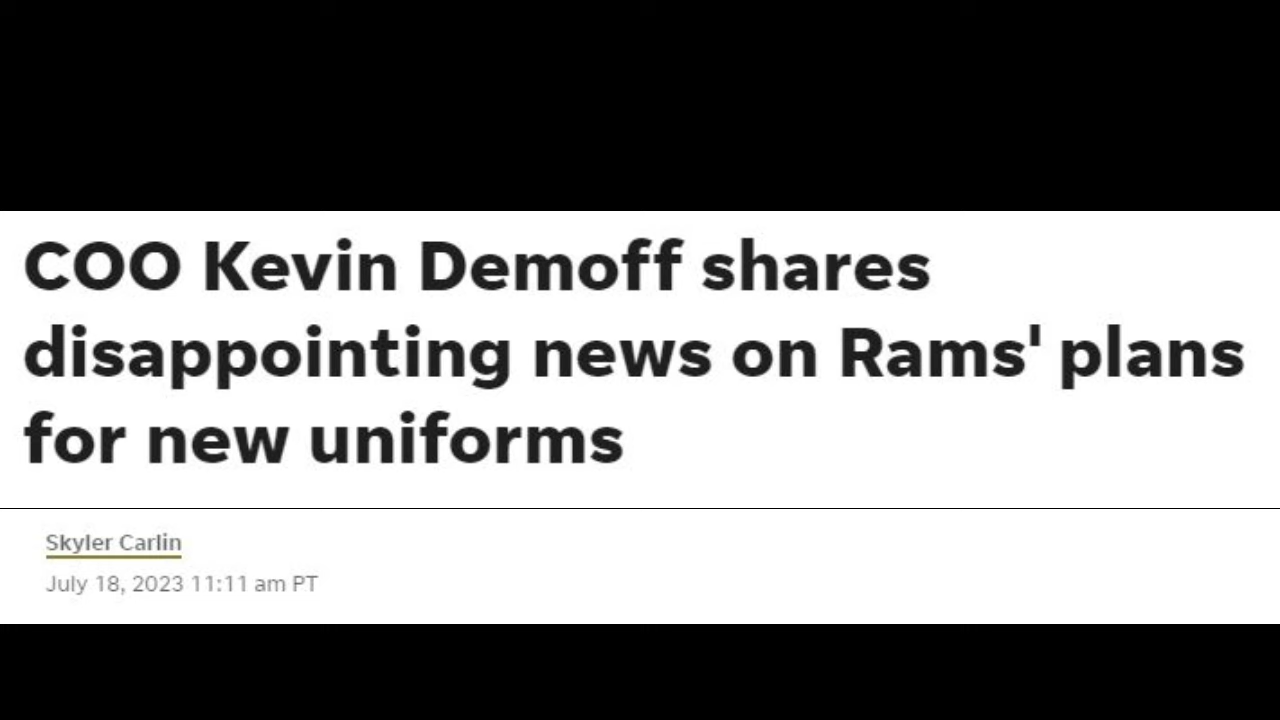 COO Kevin Demoff shares
disappointing news on Rams' plans
for new uniforms
Skyler Carlin
July 18, 2023 11:11 am PT